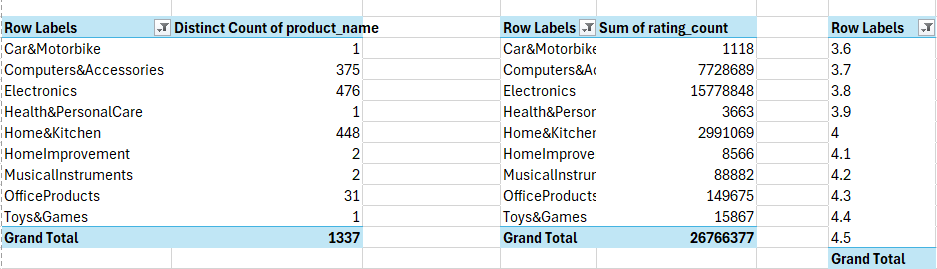 Row Labels Distinct Count of product_name
Car&Motorbike 1
Computers&Accessories 375
Electronics 476
Health&PersonalCare 1
Home&Kitchen 448
HomeImprovement 2
MusicalInstruments 2
OfficeProducts 31
Toys&Games 1
Grand Total 1337
Row Labels Sum of rating_count
Car&Motorbike 1118
Computers&Ac 7728689
Electronics 15778848
Health&Person 3663
Home&Kitchen 2991069
HomeImprove 8566
MusicalInstrur 88882
OfficeProducts 149675
Toys&Games 15867
Grand Total 26766377
Row Labels
3.6
3.7
3.8
3.9
4
4.1
4.2
4.3
4.4
4.5
Grand Total